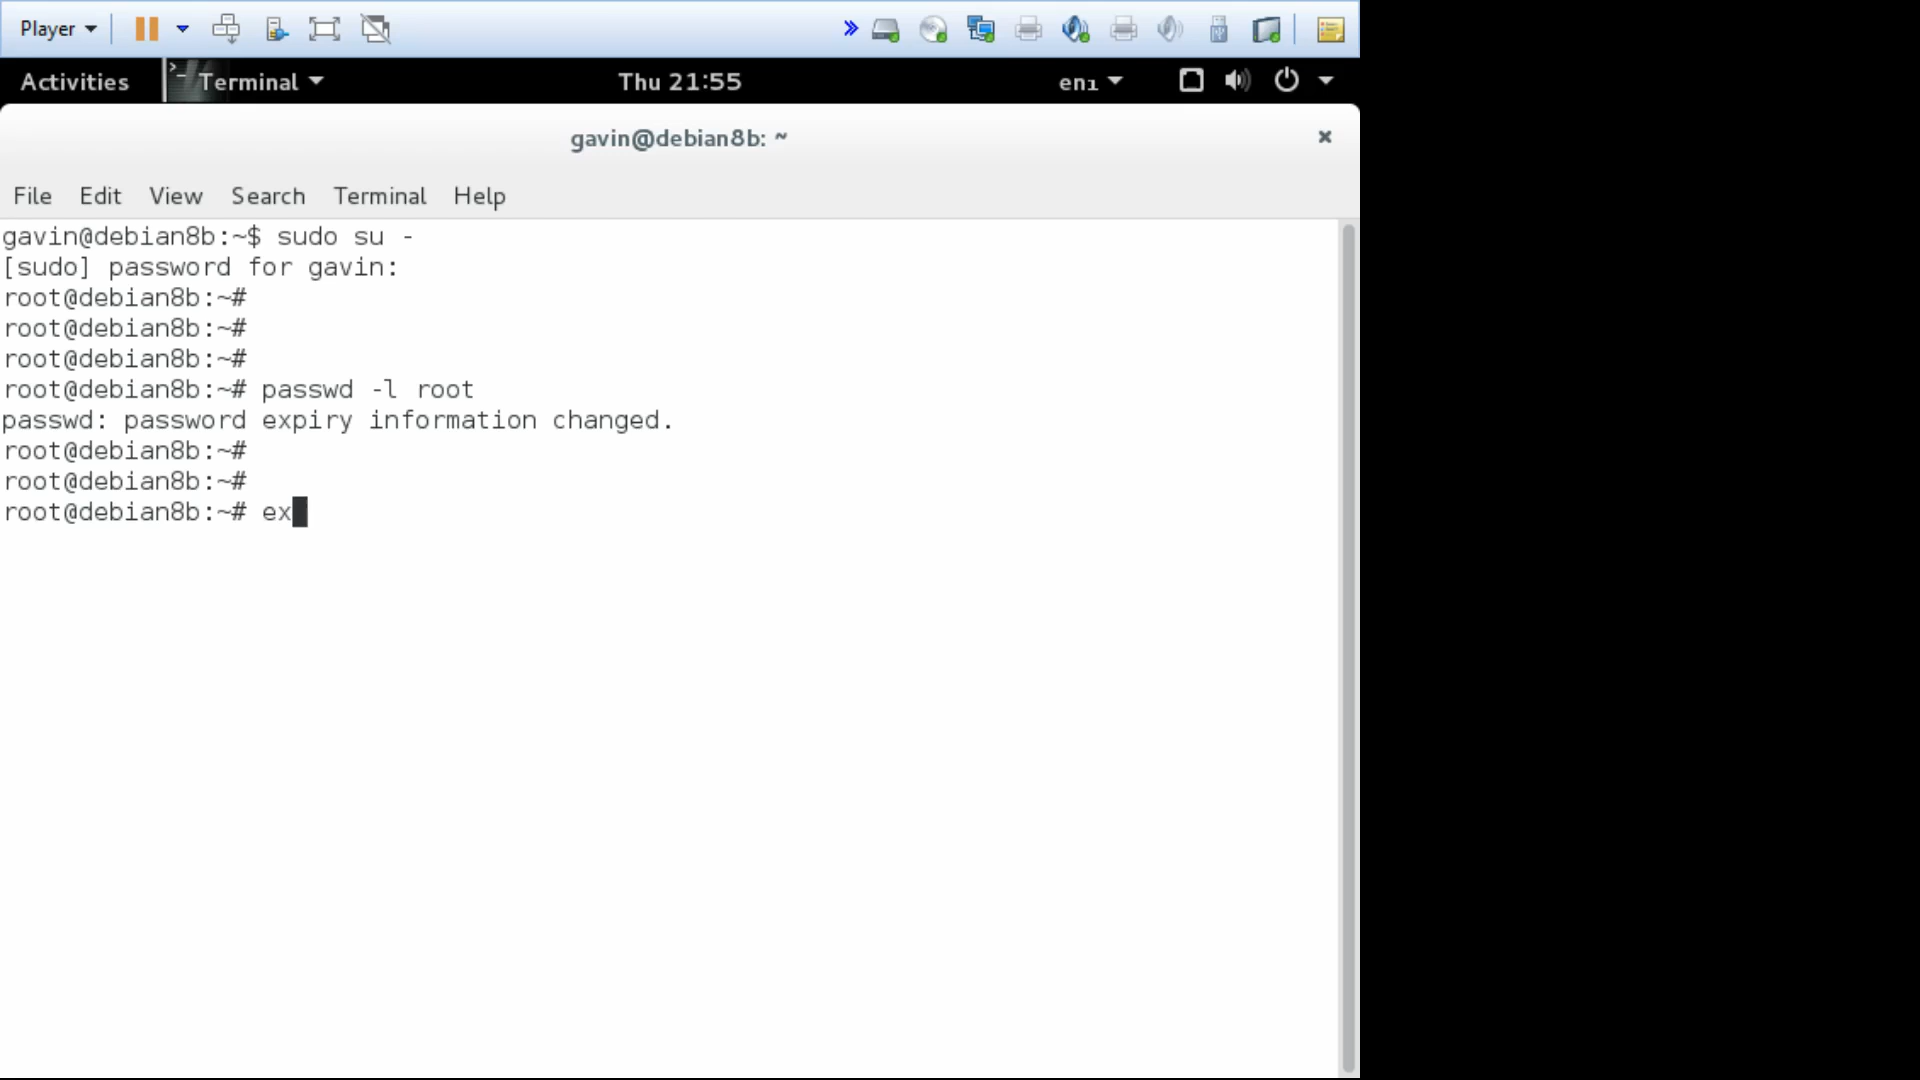 Player
Activities Terminal Thu 21:55 en₁
gavin@debian8b: ~
File Edit View Search Terminal Help
gavin@debian8b:~$ sudo su -
[sudo] password for gavin:
root@debian8b:~#
root@debian8b:~#
root@debian8b:~#
root@debian8b:~# passwd -l root
passwd: password expiry information changed.
root@debian8b:~#
root@debian8b:~#
root@debian8b:~# ex